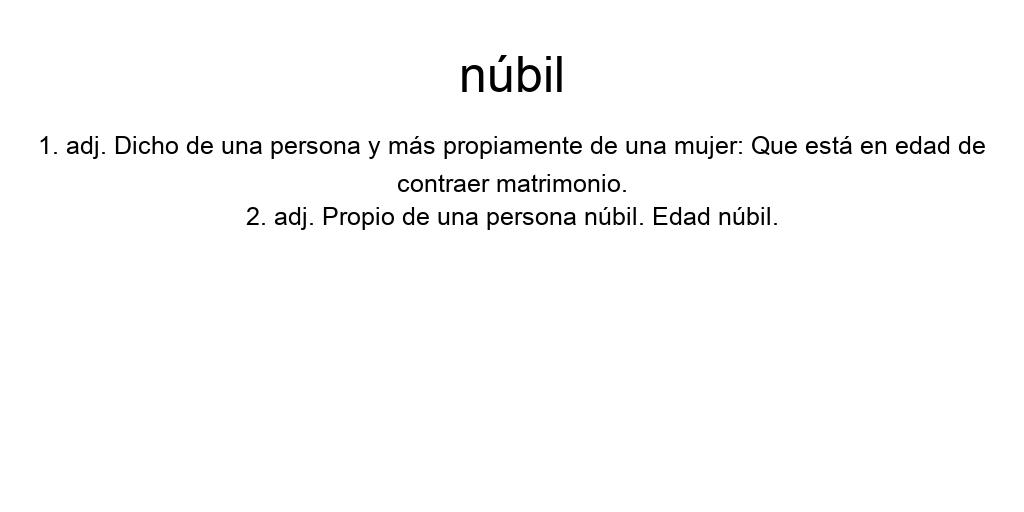 núbil
1. adj. Dicho de una persona y más propiamente de una mujer: Que está en edad de
contraer matrimonio.
2. adj. Propio de una persona núbil. Edad núbil.